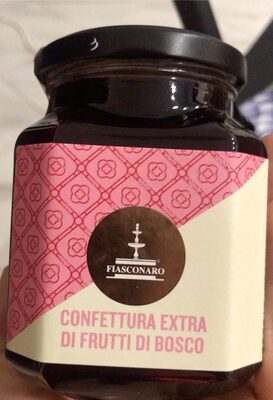 FIASCONARO
CONFETTURA EXTRA
DI FRUTTI DI BOSCO